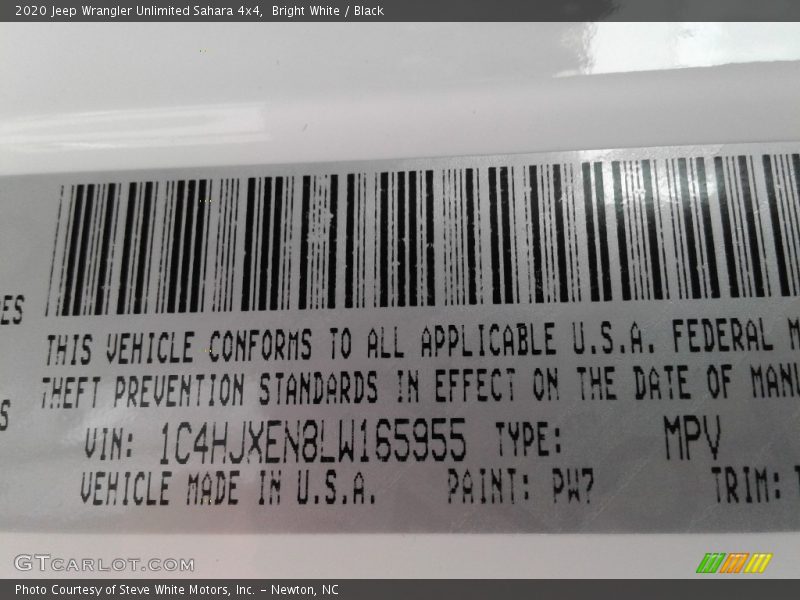 2020 Jeep Wrangler Unlimited Sahara 4x4,  Bright White / Black
THIS VEHICLE CONFORMS TO ALL APPLICABLE U.S.A. FEDERAL M
THEFT PREVENTION STANDARDS IN EFFECT ON THE DATE OF MANU
VIN: 1C4HJXEN8LW165955 TYPE: MPV
VEHICLE MADE IN U.S.A. PAINT: PW7 TRIM:
GTCARLOT.COM
Photo Courtesy of Steve White Motors, Inc. – Newton, NC